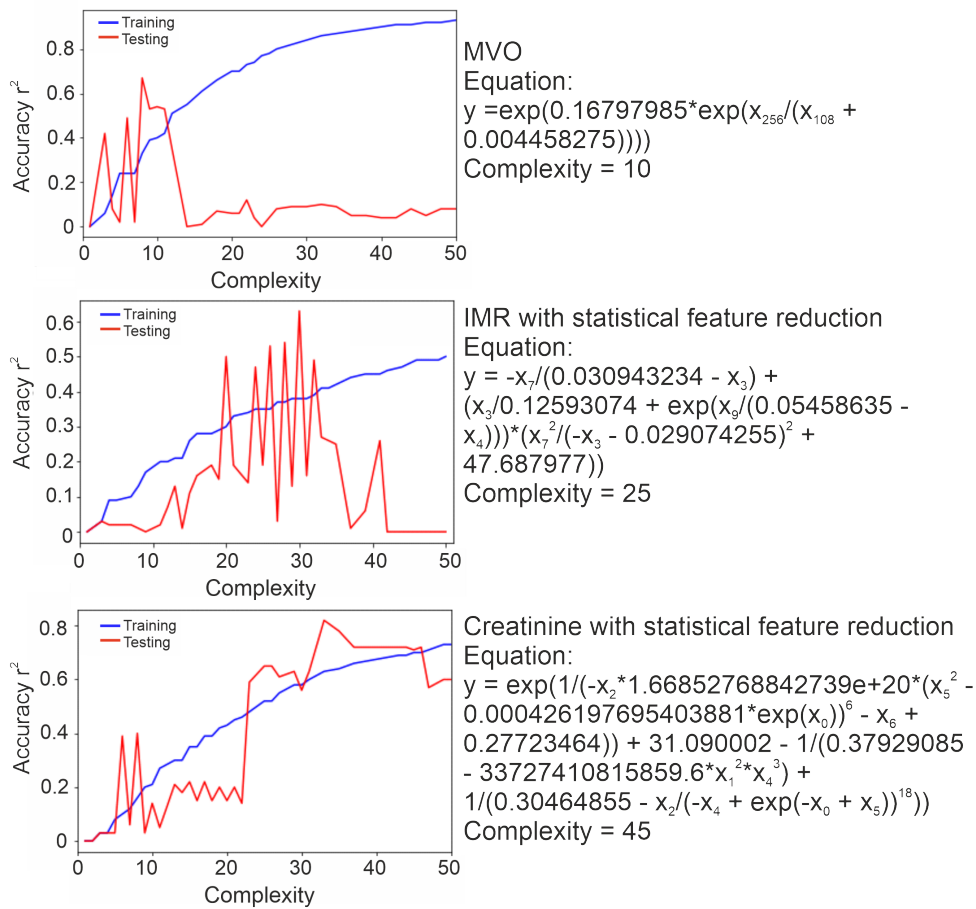 Training
Testing
0.8
0.6
0.4
0.2
0
Accuracy r²
0 10 20 30 40 50
Complexity
MVO
Equation:
y =exp(0.16797985*exp(x₂₅₆/(x₁₀₈ +
0.004458275))))
Complexity = 10
Training
Testing
0.6
0.5
0.4
0.3
0.2
0.1
0
Accuracy r²
0 10 20 30 40 50
Complexity
IMR with statistical feature reduction
Equation:
y = -x₇/(0.030943234 - x₃) +
(x₃/0.12593074 + exp(x₉/(0.05458635 -
x₄)))*(x₇²/(-x₃ - 0.029074255)² +
47.687977))
Complexity = 25
Training
Testing
0.8
0.6
0.4
0.2
0
Accuracy r²
0 10 20 30 40 50
Complexity
Creatinine with statistical feature reduction
Equation:
y = exp(1/(-x₂*1.66852768842739e+20*(x₅² -
0.000426197695403881*exp(x₀))⁶ - x₆ +
0.27723464)) + 31.090002 - 1/(0.37929085
- 33727410815859.6*x₁²*x₄³) +
1/(0.30464855 - x₂/(-x₄ + exp(-x₀ + x₅))¹⁸))
Complexity = 45